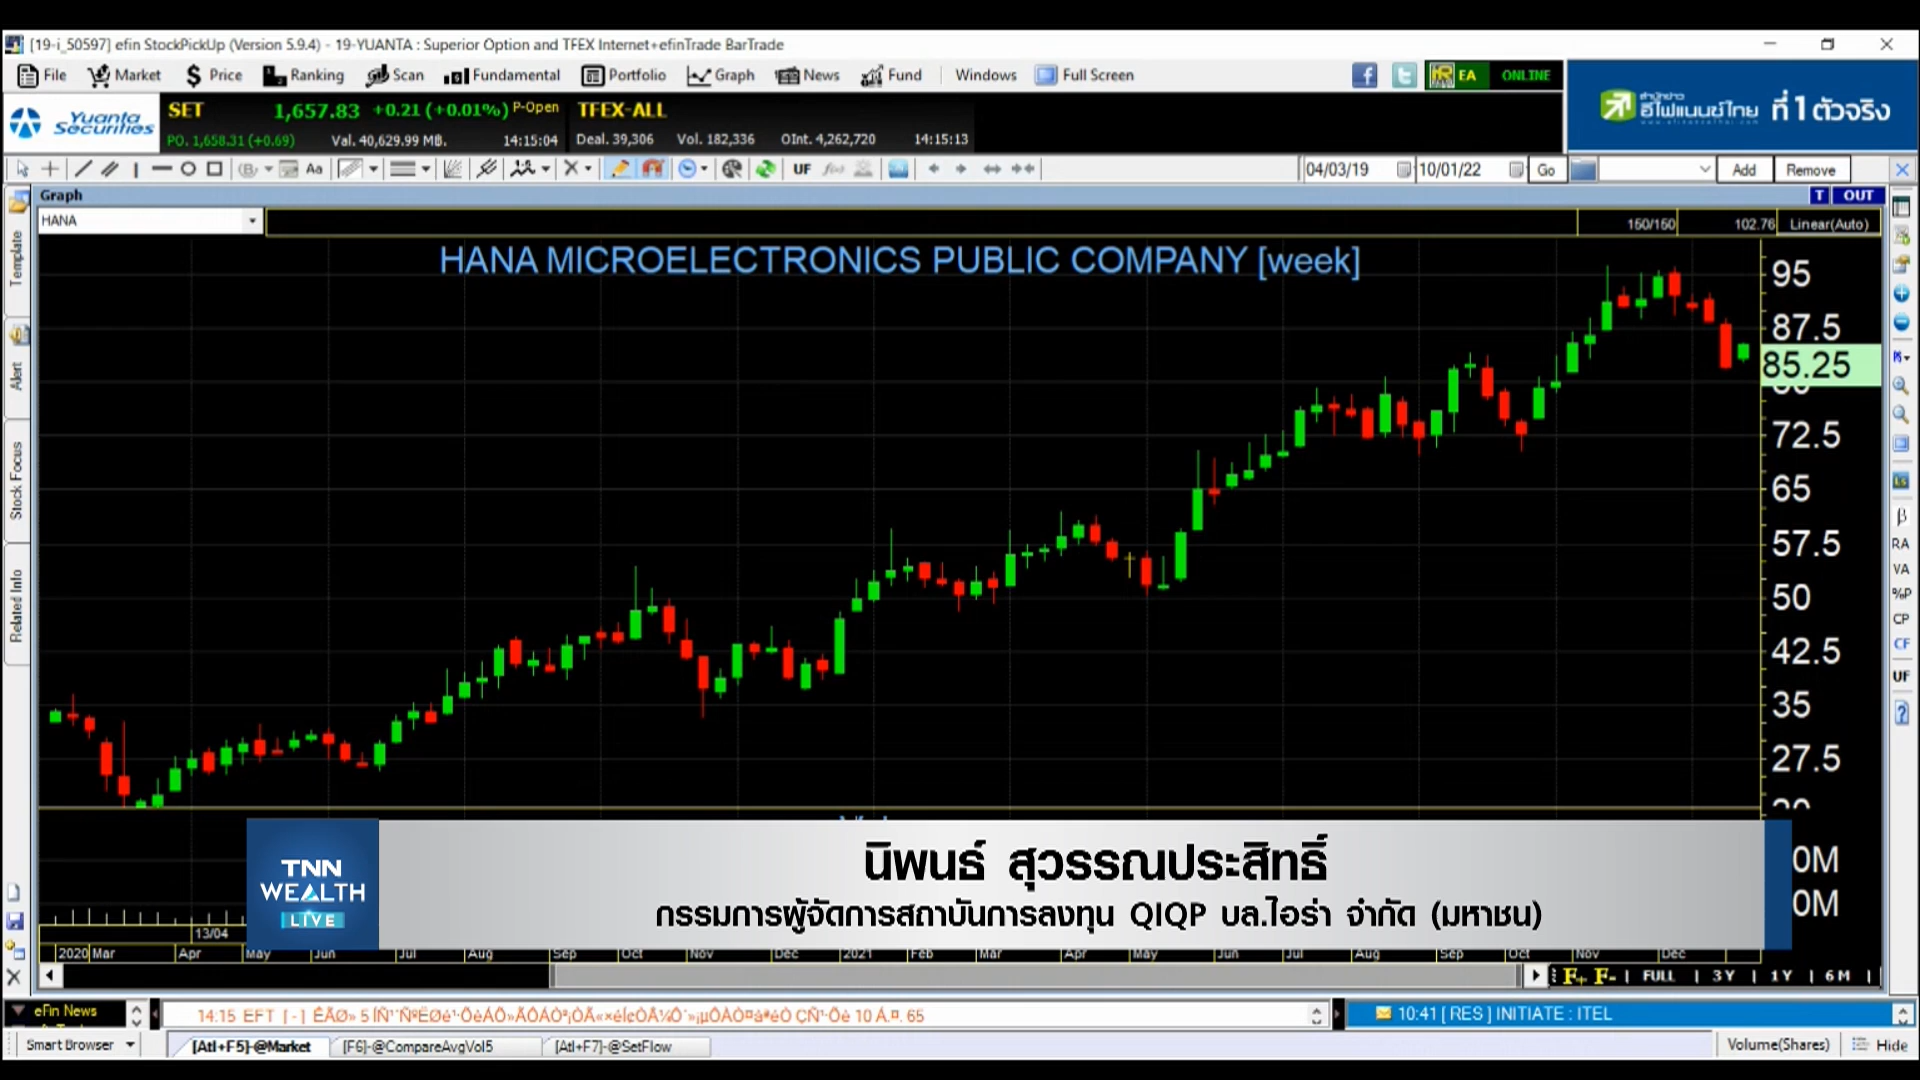 [19-i_50597] efin StockPickUp (Version 5.9.4) - 19-YUANTA : Superior Option and TFEX Internet+efinTrade BarTrade
File Market Price Ranking Scan Fundamental Portfolio Graph News Fund Windows Full Screen EA ONLINE
Yuanta Securities
SET 1,657.83 +0.21 (+0.01%) P-Open TFEX-ALL
PO. 1,658.31 (+0.69) Val. 40,629.99 MB. 14:15:04 Deal. 39,306 Vol. 182,336 OInt. 4,262,720 14:15:13
สำนักข่าว
อีไฟแนนซ์ไทย ที่ 1 ตัวจริง
Aa UF 04/03/19 10/01/22 Go Add Remove
Graph T OUT
HANA 150/150 102.76 Linear(Auto)
HANA MICROELECTRONICS PUBLIC COMPANY [week]
Template
Alert
Stock Focus
Related Info
95
87.5
85.25
72.5
65
57.5
50
42.5
35
27.5
20
0M
0M
β
RA
VA
%P
CP
CF
UF
TNN
WEALTH
LIVE
นิพนธ์ สุวรรณประสิทธิ์
กรรมการผู้จัดการสถาบันการลงทุน QIQP บล.ไอร่า จำกัด (มหาชน)
13/04
2020 Mar Apr May Jun Jul Aug Sep Oct Nov Dec 2021 Feb Mar Apr May Jun Jul Aug Sep Oct Nov Dec
F+ F- | FULL | 3Y | 1Y | 6M |
eFin News 14:15 EFT [-] 10:41 [ RES ] INITIATE : ITEL
Smart Browser [Atl+F5]-@Market [F6]-@CompareAvgVol5 [Atl+F7]-@SetFlow Volume(Shares) Hide